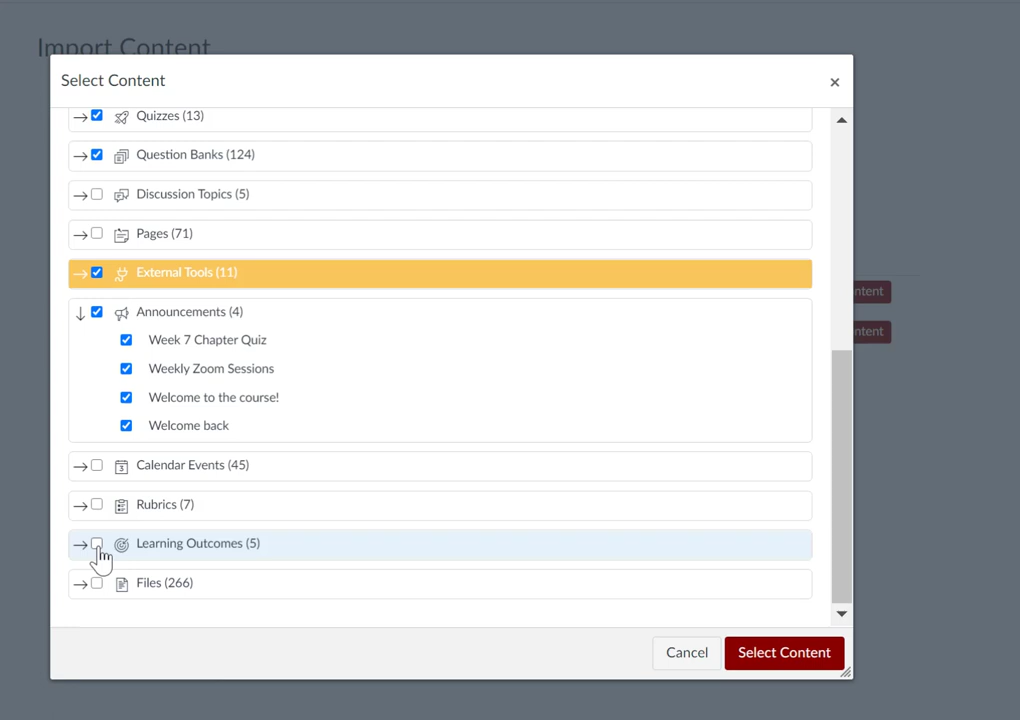 Import Content
Select Content
×
Quizzes (13)
Question Banks (124)
Discussion Topics (5)
Pages (71)
External Tools (11)
ntent
Announcements (4)
ntent
Week 7 Chapter Quiz
Weekly Zoom Sessions
Welcome to the course!
Welcome back
Calendar Events (45)
Rubrics (7)
Learning Outcomes (5)
Files (266)
Cancel
Select Content